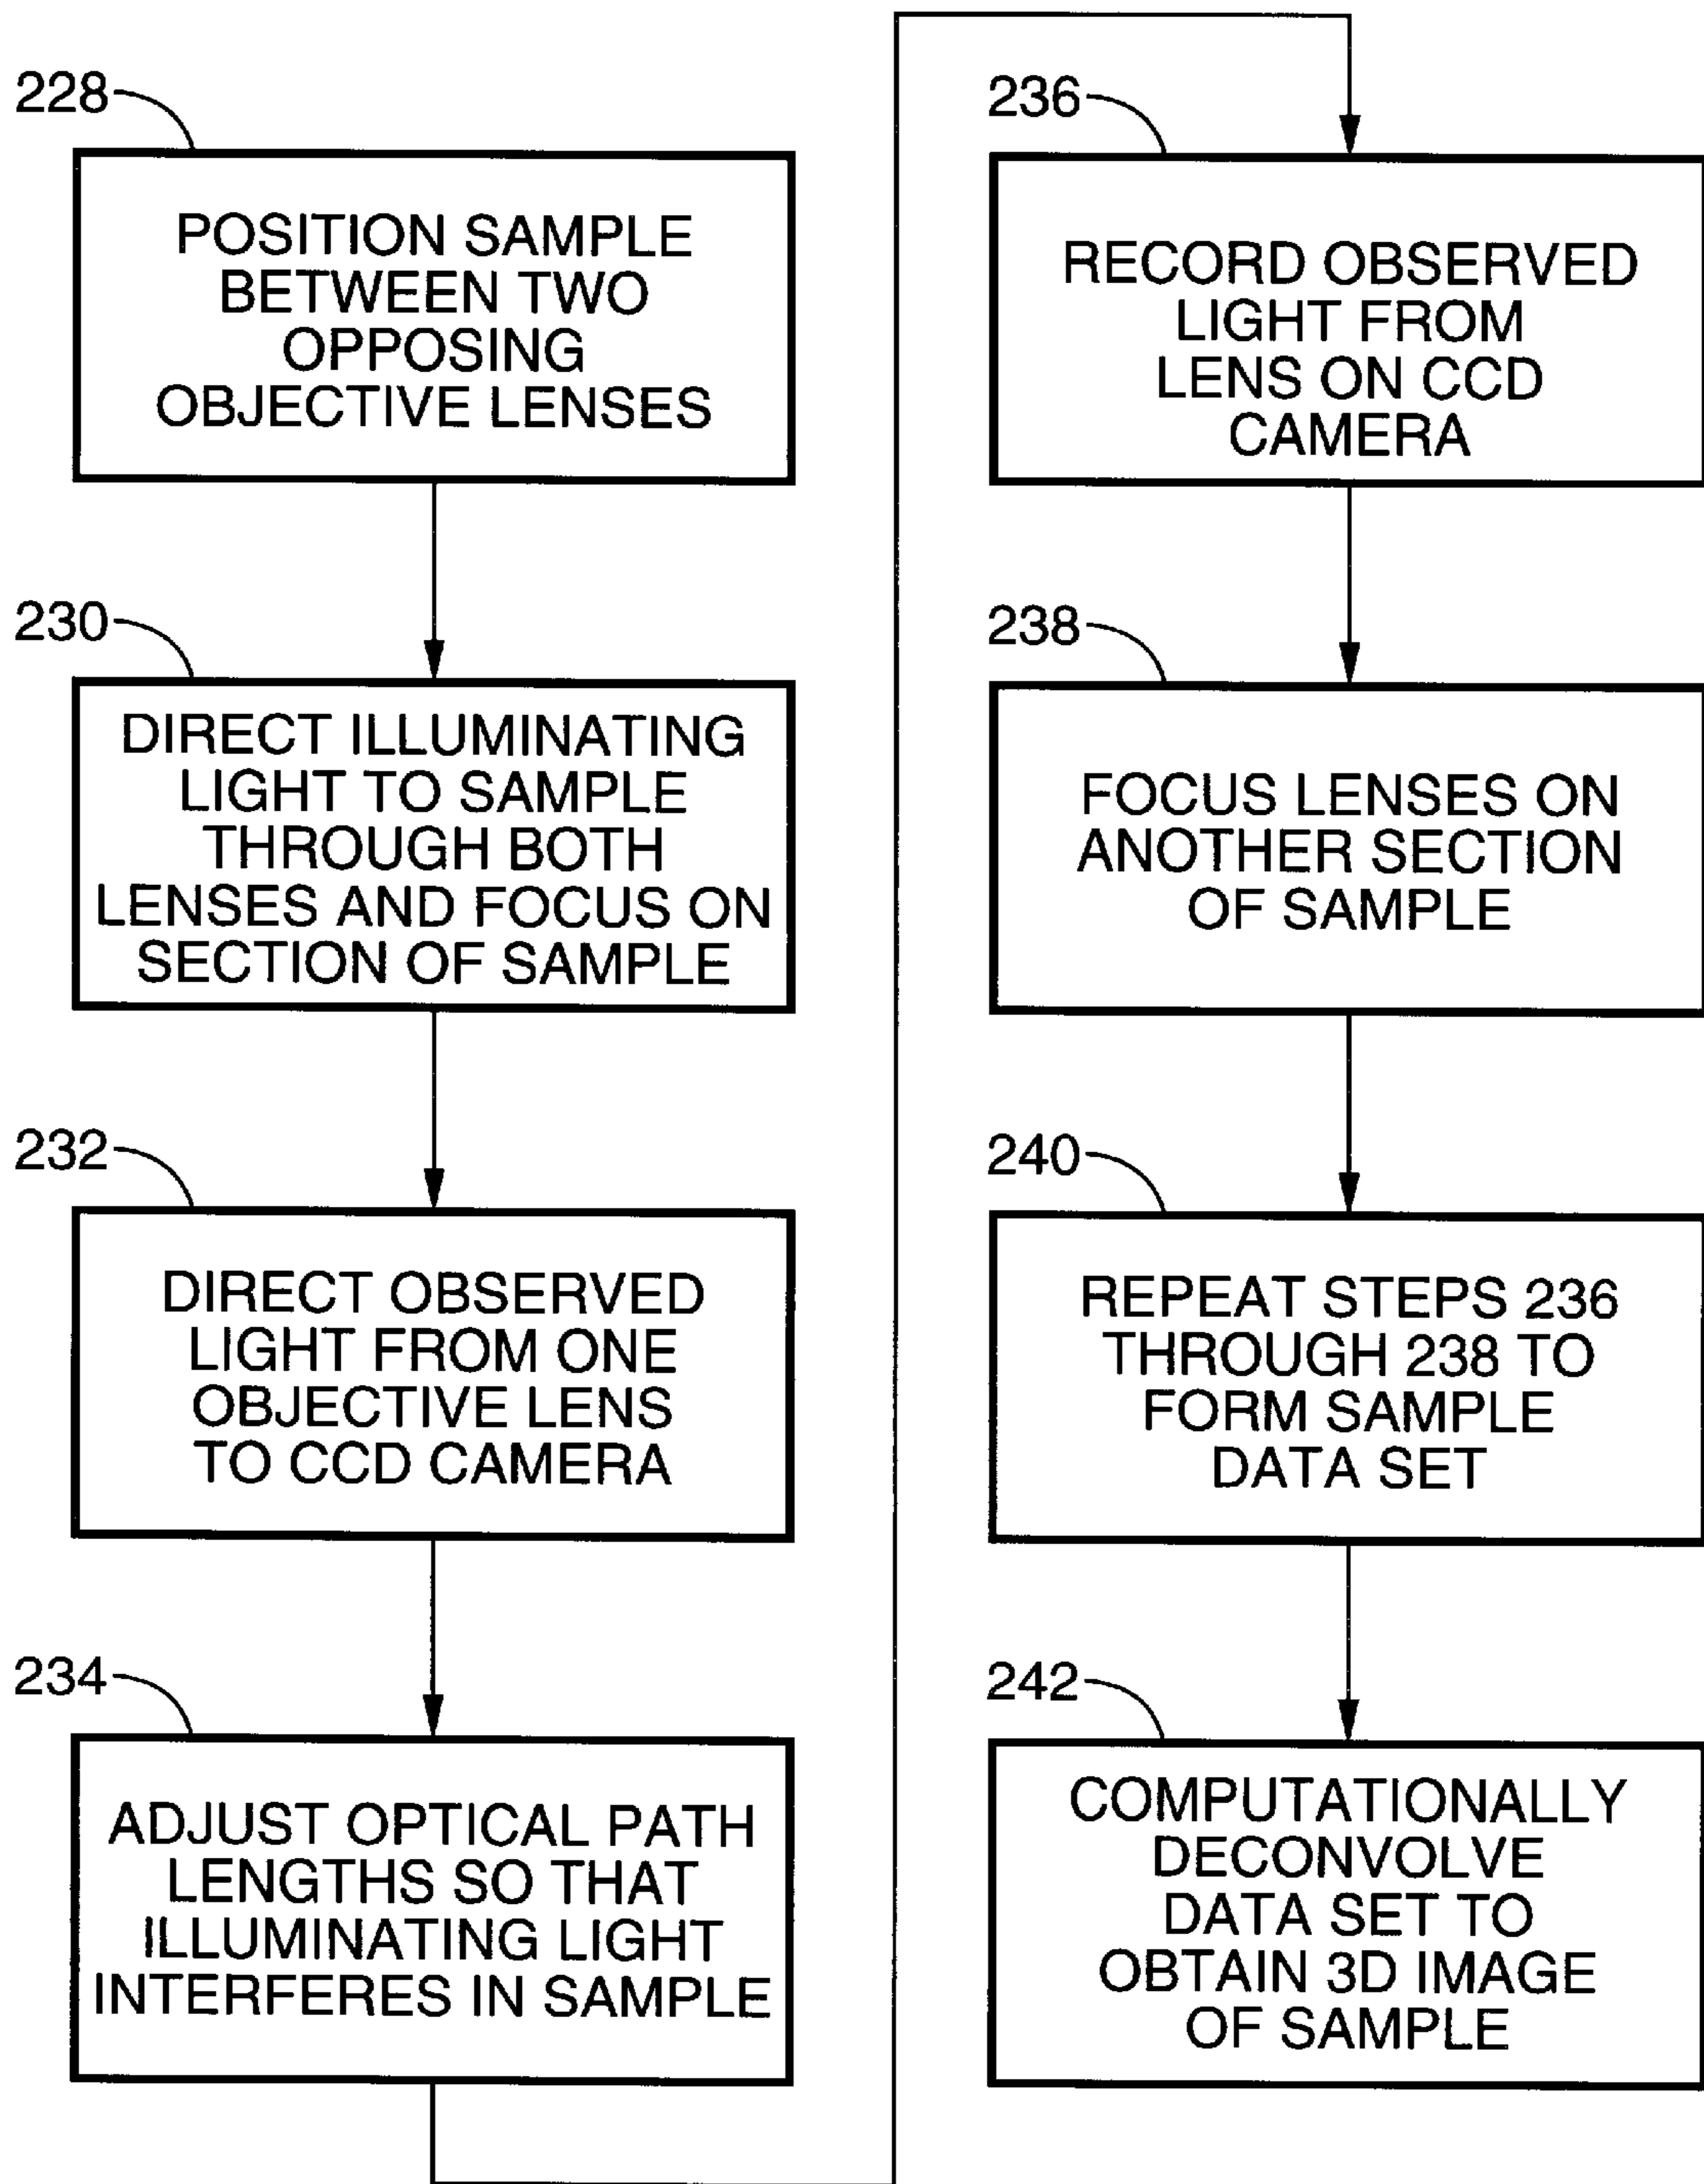 228
POSITION SAMPLE
BETWEEN TWO
OPPOSING
OBJECTIVE LENSES
230
DIRECT ILLUMINATING
LIGHT TO SAMPLE
THROUGH BOTH
LENSES AND FOCUS ON
SECTION OF SAMPLE
232
DIRECT OBSERVED
LIGHT FROM ONE
OBJECTIVE LENS
TO CCD CAMERA
234
ADJUST OPTICAL PATH
LENGTHS SO THAT
ILLUMINATING LIGHT
INTERFERES IN SAMPLE
236
RECORD OBSERVED
LIGHT FROM
LENS ON CCD
CAMERA
238
FOCUS LENSES ON
ANOTHER SECTION
OF SAMPLE
240
REPEAT STEPS 236
THROUGH 238 TO
FORM SAMPLE
DATA SET
242
COMPUTATIONALLY
DECONVOLVE
DATA SET TO
OBTAIN 3D IMAGE
OF SAMPLE